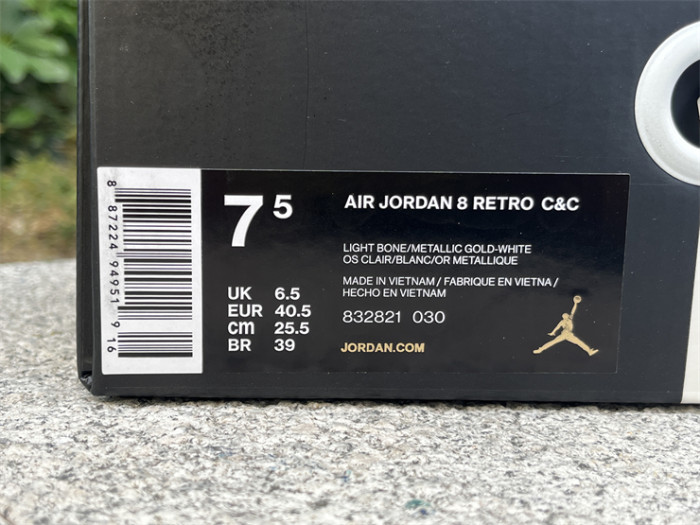 8 87224 94951 9 16
7 5
AIR JORDAN 8 RETRO C&C
LIGHT BONE/METALLIC GOLD-WHITE
OS CLAIR/BLANC/OR METALLIQUE
MADE IN VIETNAM / FABRIQUE EN VIETNA /
HECHO EN VIETNAM
832821 030
JORDAN.COM
UK 6.5
EUR 40.5
cm 25.5
BR 39